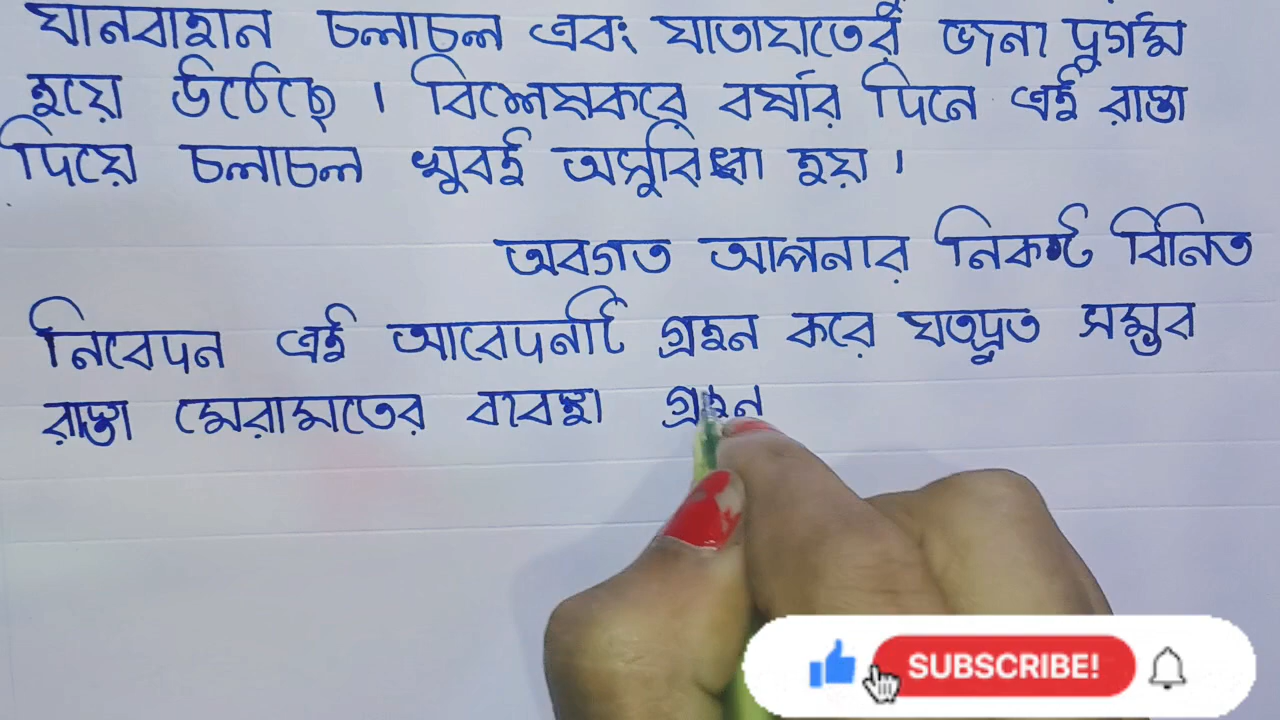 যানবাহান চলাচল এবং যাতাযাতের জন্য দুর্গম
হয়ে উঠেছে । বিশেষকরে বর্ষার দিনে এই রাস্তা
দিয়ে চলাচল খুবই অসুবিধা হয় ।
অবগত আপনার নিকট বিনিত
নিবেদন এই আবেদনটি গ্রহন করে যতদ্রুত সম্ভব
রাস্তা মেরামতের ব্যবস্থা গ্রহন
SUBSCRIBE!